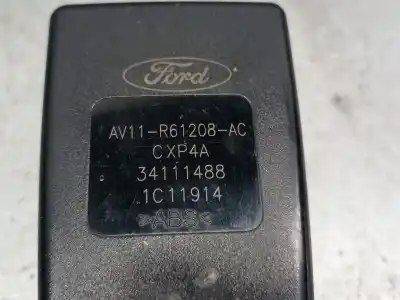 Ford
AV11-R61208-AC
CXP4A
34111488
1C11914
>ABS<